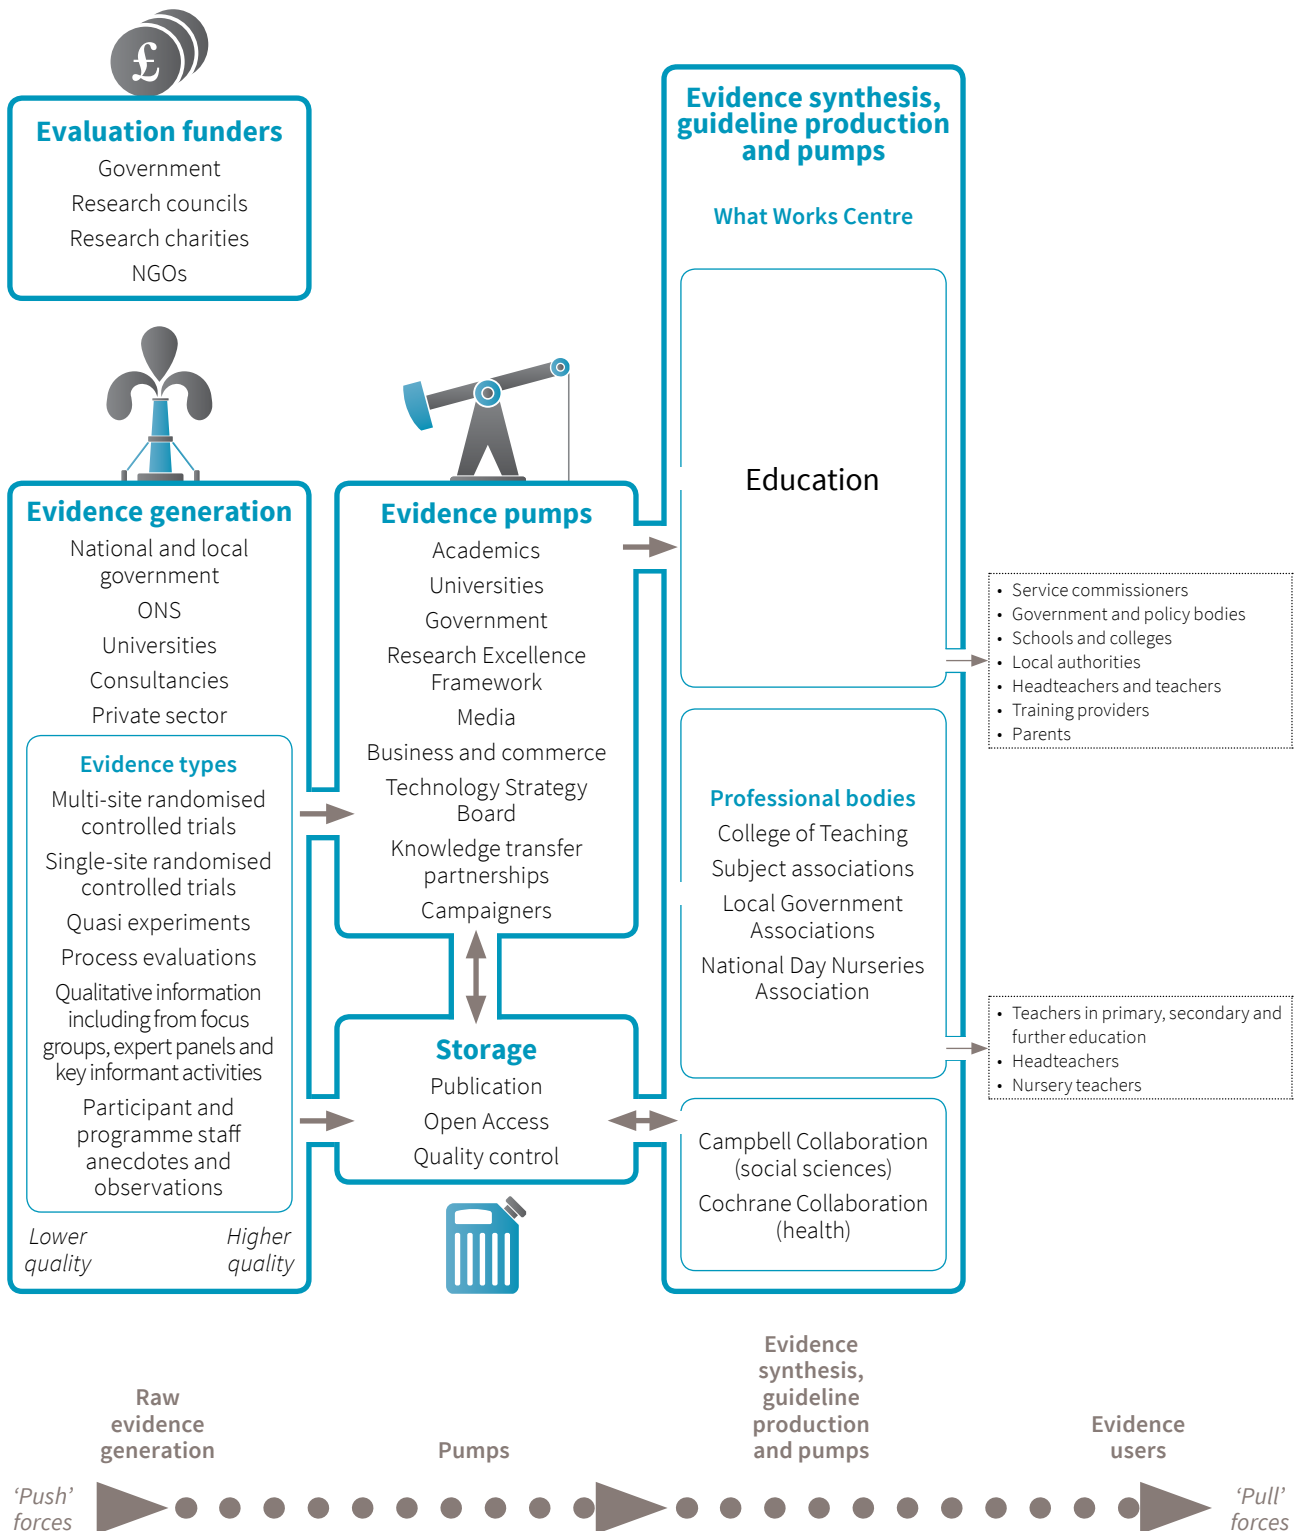 £
Evaluation funders
Government
Research councils
Research charities
NGOs
Evidence generation
National and local
government
ONS
Universities
Consultancies
Private sector
Evidence types
Multi-site randomised
controlled trials
Single-site randomised
controlled trials
Quasi experiments
Process evaluations
Qualitative information
including from focus
groups, expert panels and
key informant activities
Participant and
programme staff
anecdotes and
observations
Lower
quality
Higher
quality
Evidence pumps
Academics
Universities
Government
Research Excellence
Framework
Media
Business and commerce
Technology Strategy
Board
Knowledge transfer
partnerships
Campaigners
Storage
Publication
Open Access
Quality control
Evidence synthesis,
guideline production
and pumps
What Works Centre
Education
Professional bodies
College of Teaching
Subject associations
Local Government
Associations
National Day Nurseries
Association
Campbell Collaboration
(social sciences)
Cochrane Collaboration
(health)
• Service commissioners
• Government and policy bodies
• Schools and colleges
• Local authorities
• Headteachers and teachers
• Training providers
• Parents
• Teachers in primary, secondary and
further education
• Headteachers
• Nursery teachers
Raw
evidence
generation
Pumps
Evidence
synthesis,
guideline
production
and pumps
Evidence
users
'Push'
forces
'Pull'
forces